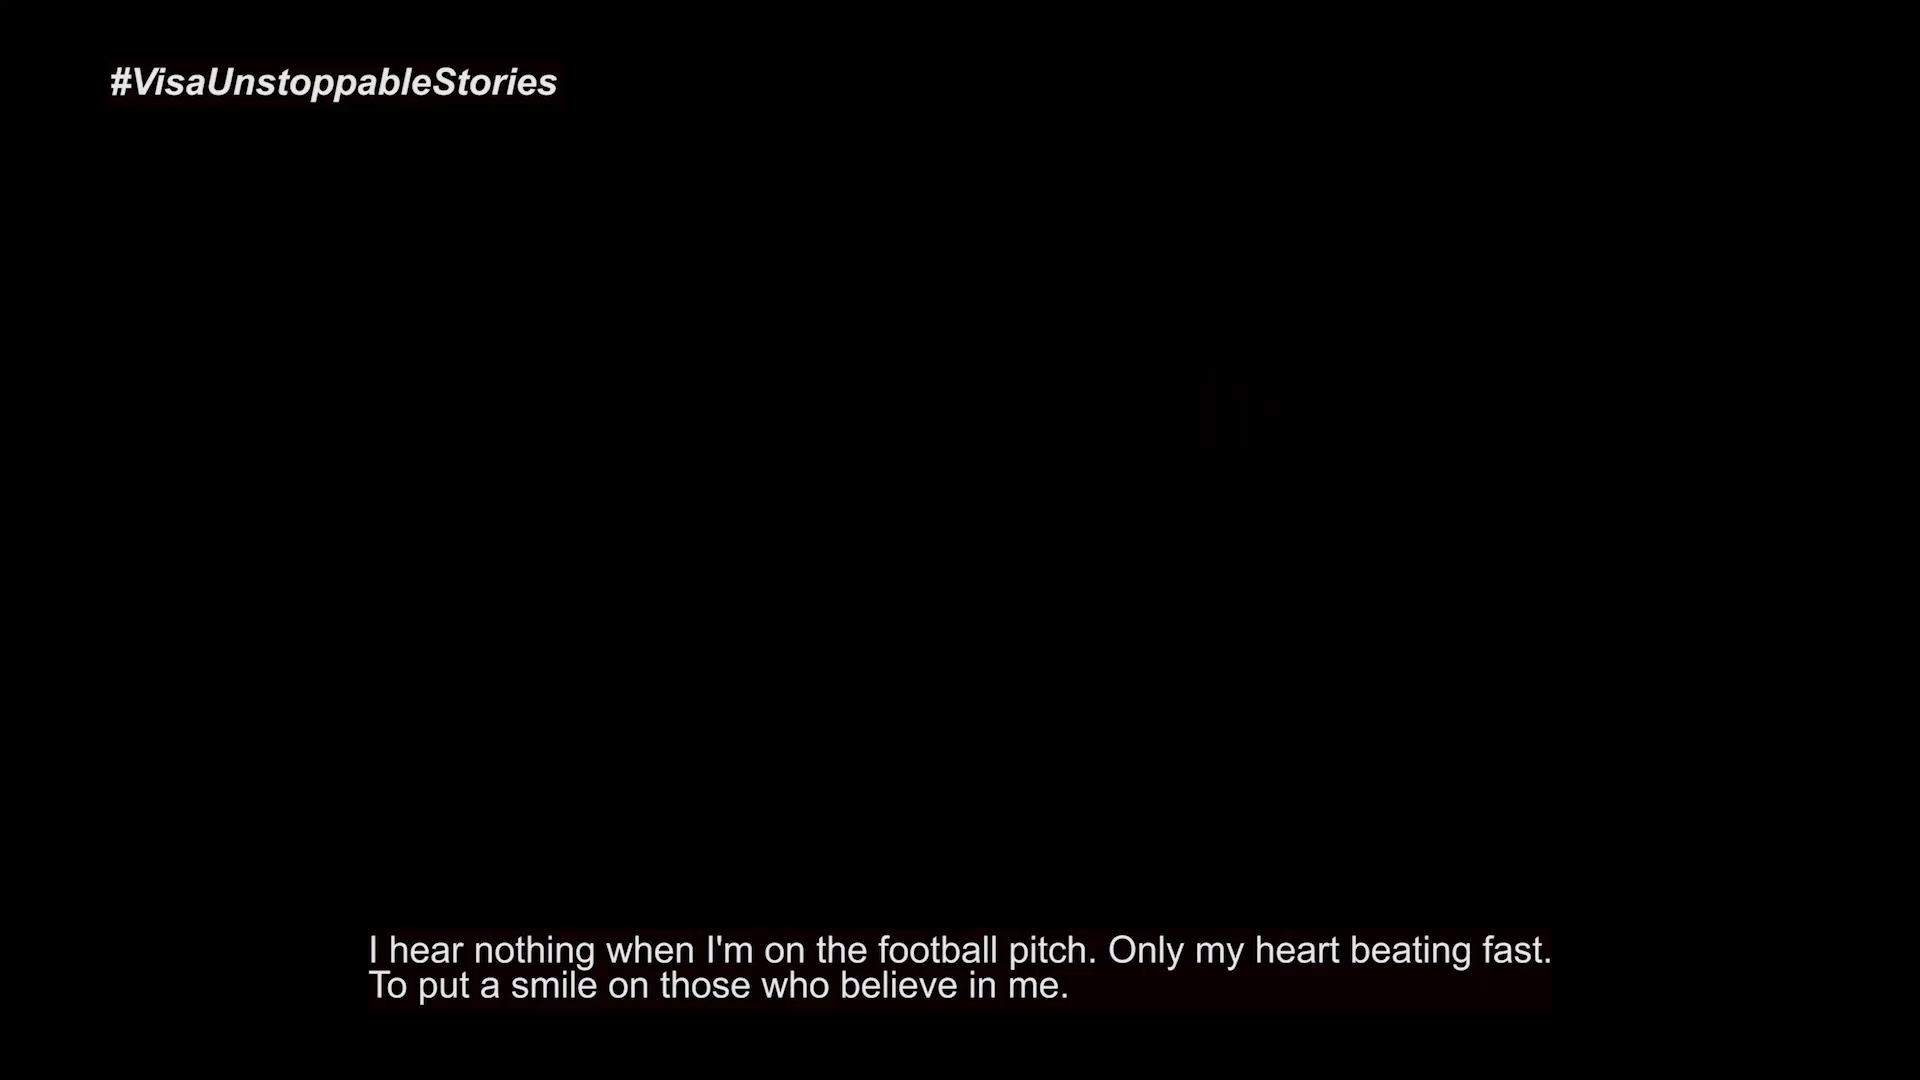 #VisaUnstoppableStories
I hear nothing when I'm on the football pitch. Only my heart beating fast.
To put a smile on those who believe in me.